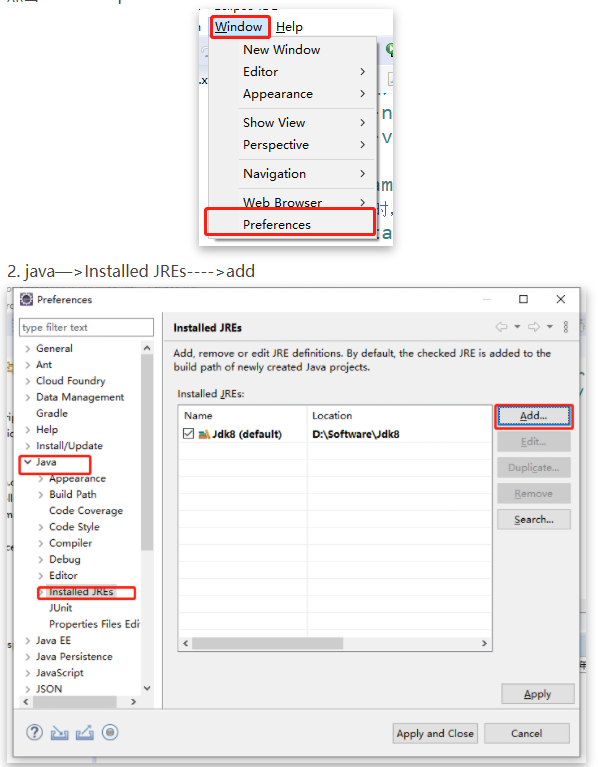 Window Help
New Window
Editor
Appearance
Show View
Perspective
Navigation
Web Browser
Preferences
2. java—>Installed JREs---->add
Preferences
type filter text
General
Ant
Cloud Foundry
Data Management
Gradle
Help
Install/Update
Java
Appearance
Build Path
Code Coverage
Code Style
Compiler
Debug
Editor
Installed JREs
JUnit
Properties Files Edi
Java EE
Java Persistence
JavaScript
JSON
Installed JREs
Add, remove or edit JRE definitions. By default, the checked JRE is added to the
build path of newly created Java projects.
Installed JREs:
Name Location
Jdk8 (default) D:\Software\Jdk8
Add...
Edit...
Duplicate...
Remove
Search...
Apply
Apply and Close Cancel